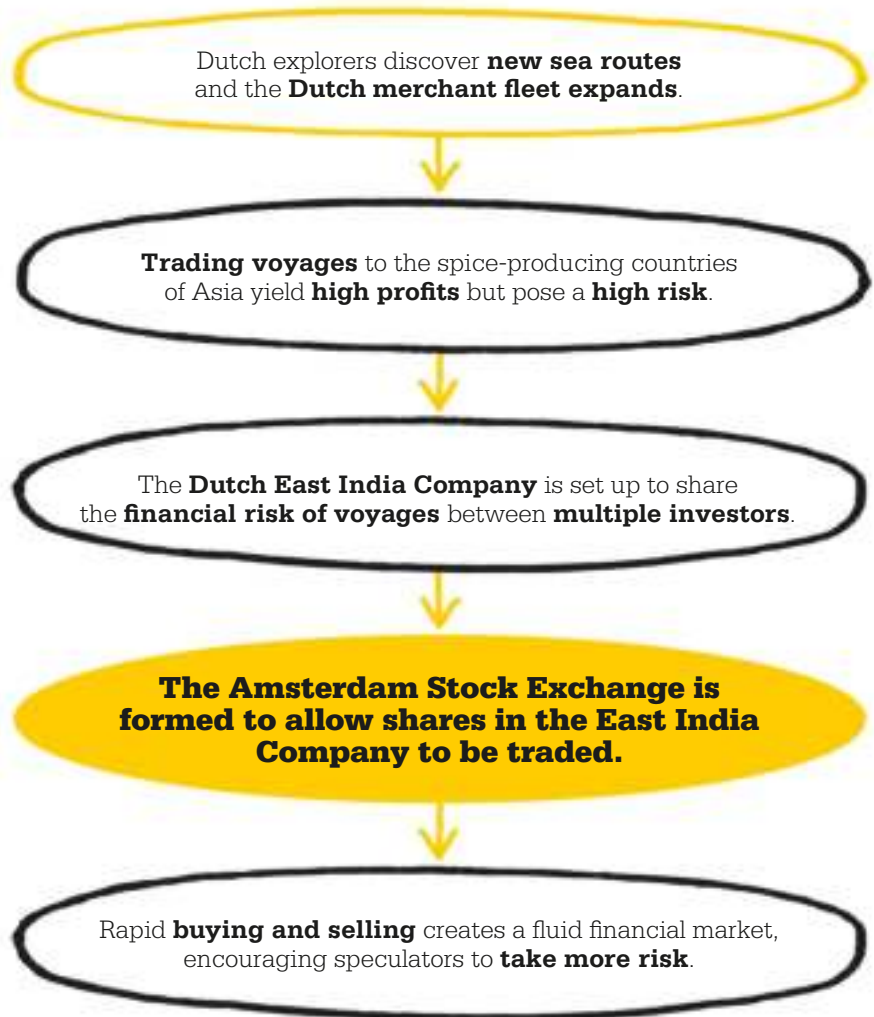 Dutch explorers discover new sea routes
and the Dutch merchant fleet expands.
Trading voyages to the spice-producing countries
of Asia yield high profits but pose a high risk.
The Dutch East India Company is set up to share
the financial risk of voyages between multiple investors.
The Amsterdam Stock Exchange is
formed to allow shares in the East India
Company to be traded.
Rapid buying and selling creates a fluid financial market,
encouraging speculators to take more risk.